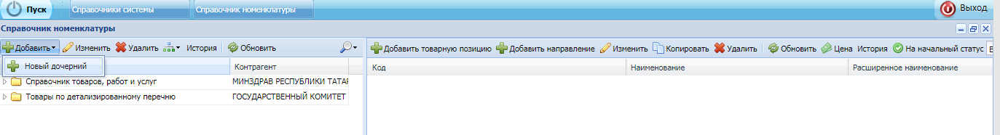 Пуск Справочники системы Справочник номенклатуры Выход
Справочник номенклатуры
Добавить Изменить Удалить История Обновить
Новый дочерний
Контрагент
Справочник товаров, работ и услуг МИНЗДРАВ РЕСПУБЛИКИ ТАТАР
Товары по детализированному перечню ГОСУДАРСТВЕННЫЙ КОМИТЕТ
Добавить товарную позицию Добавить направление Изменить Копировать Удалить Обновить Цена История На начальный статус
Код Наименование Расширенное наименование